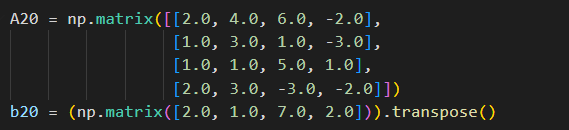 A20 = np.matrix([[2.0, 4.0, 6.0, -2.0],
[1.0, 3.0, 1.0, -3.0],
[1.0, 1.0, 5.0, 1.0],
[2.0, 3.0, -3.0, -2.0]])
b20 = (np.matrix([2.0, 1.0, 7.0, 2.0])).transpose()